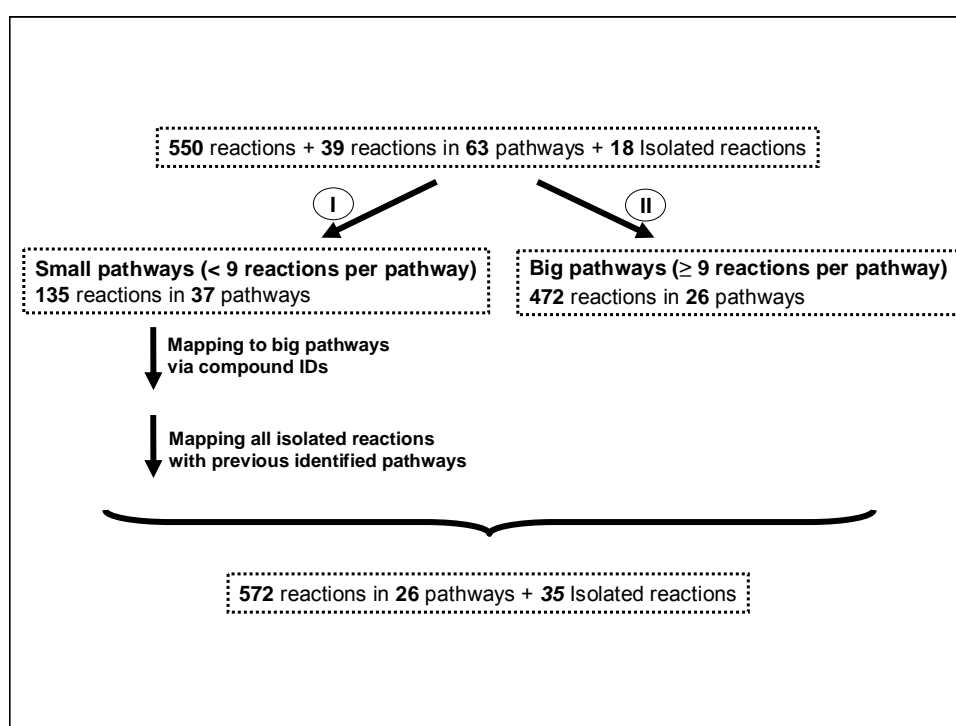 550 reactions + 39 reactions in 63 pathways + 18 Isolated reactions
I
II
Small pathways (< 9 reactions per pathway)
135 reactions in 37 pathways
Big pathways (≥ 9 reactions per pathway)
472 reactions in 26 pathways
Mapping to big pathways
via compound IDs
Mapping all isolated reactions
with previous identified pathways
572 reactions in 26 pathways + 35 Isolated reactions